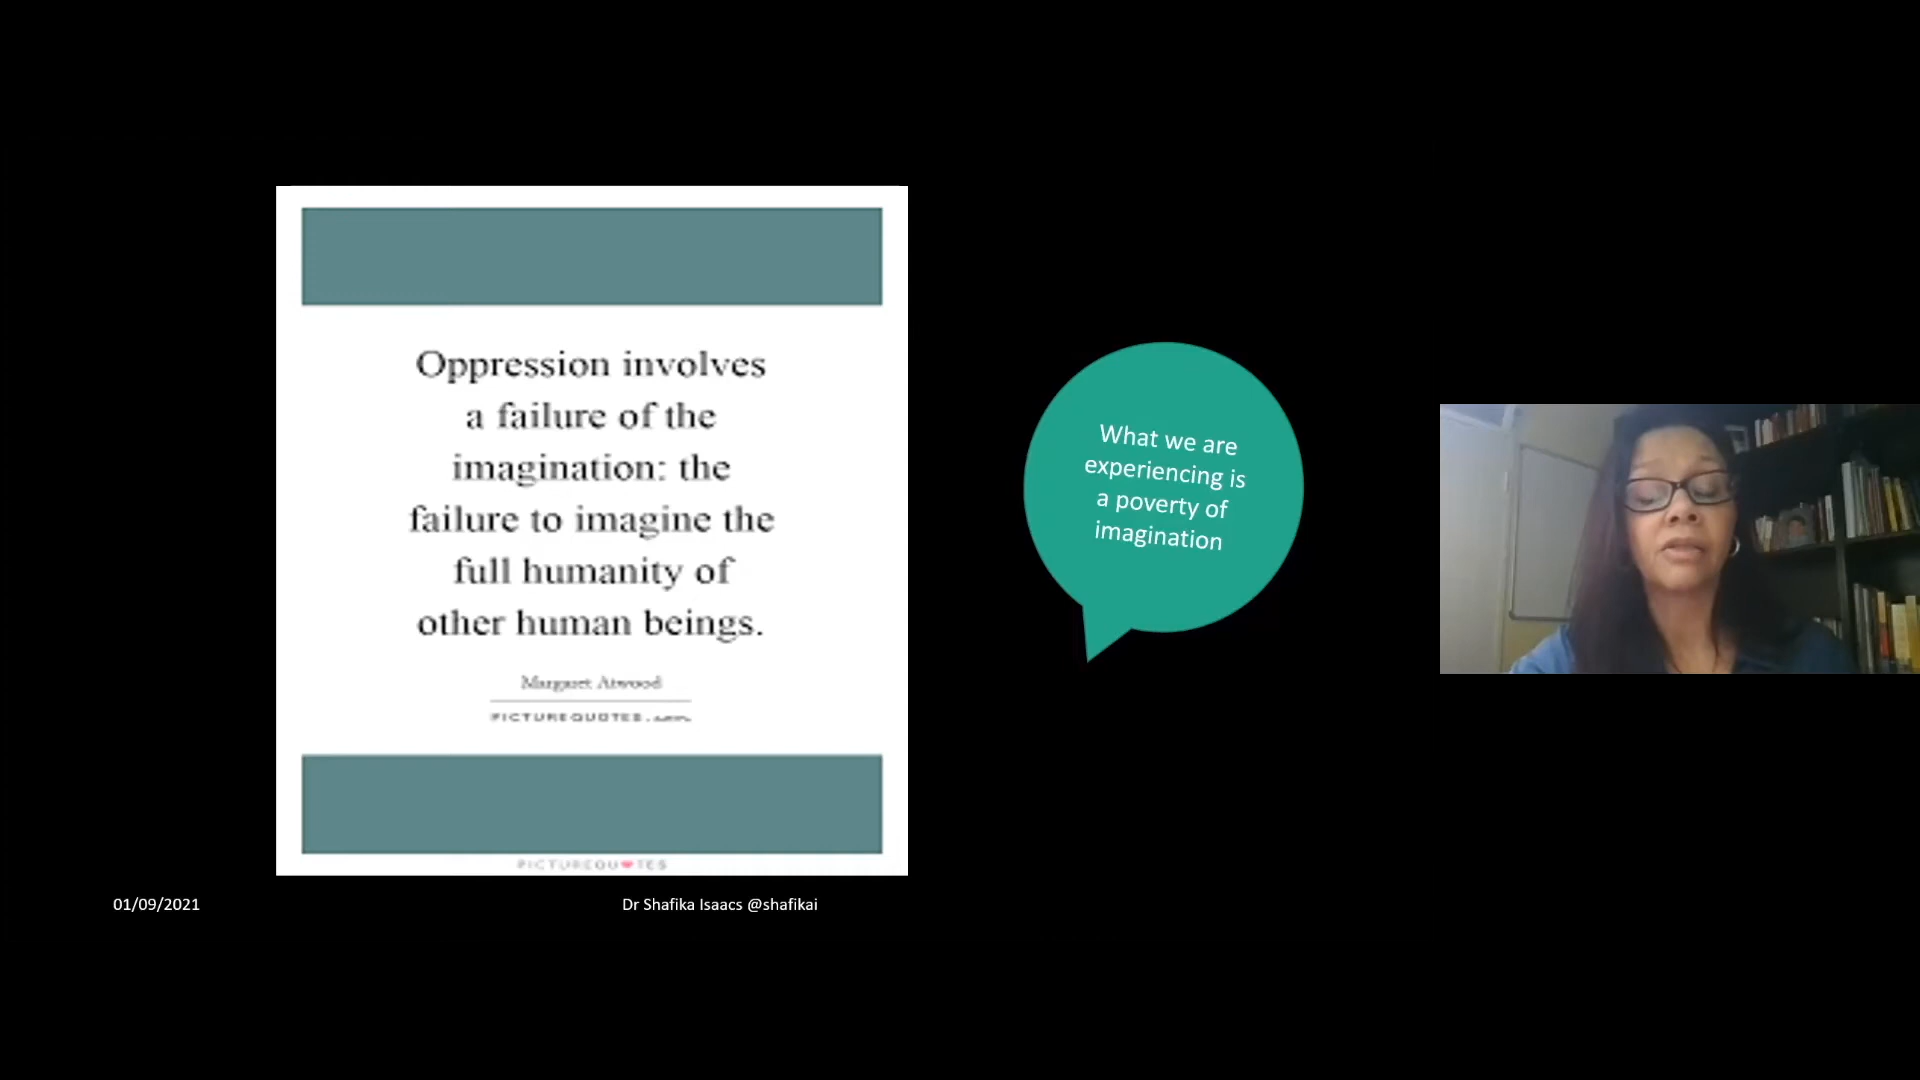 Oppression involves
a failure of the
imagination: the
failure to imagine the
full humanity of
other human beings.
Margaret Atwood
PICTUREQUOTES.
PICTUREQUOTES
What we are
experiencing is
a poverty of
imagination
01/09/2021
Dr Shafika Isaacs @shafikai